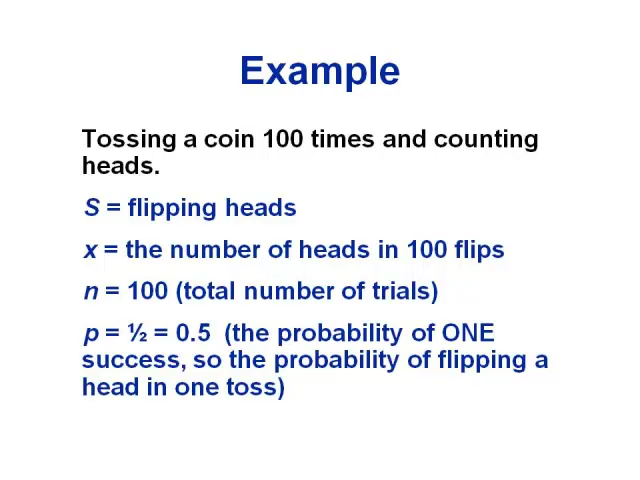 Example
Tossing a coin 100 times and counting
heads.
S = flipping heads
x = the number of heads in 100 flips
n = 100 (total number of trials)
p = ½ = 0.5 (the probability of ONE
success, so the probability of flipping a
head in one toss)